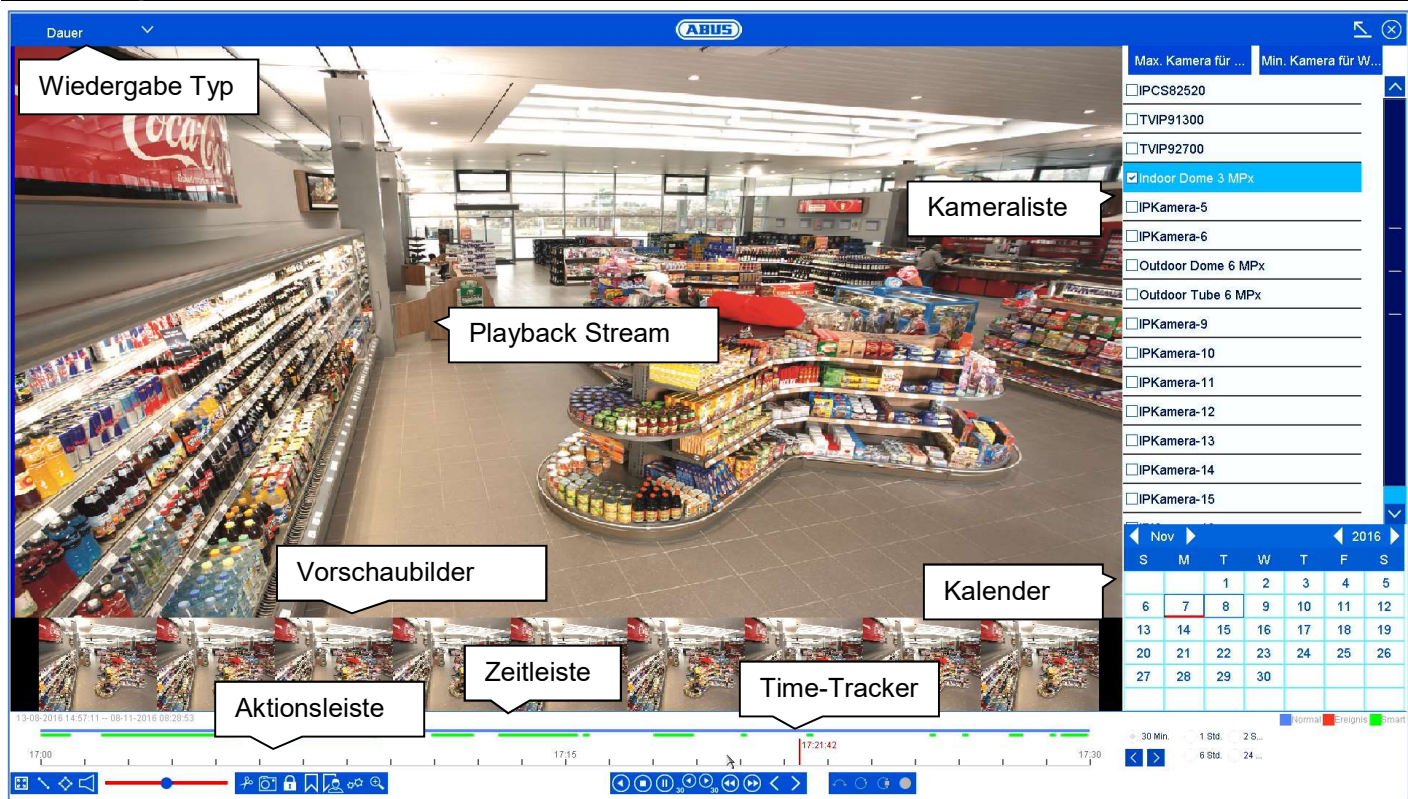 Dauer
ABUS
Wiedergabe Typ
Coca
Max. Kamera für ...
Min. Kamera für W...
IPCS82520
TVIP91300
TVIP92700
Indoor Dome 3 MPx
Kameraliste
IPKamera-5
IPKamera-6
Outdoor Dome 6 MPx
Outdoor Tube 6 MPx
IPKamera-9
Playback Stream
IPKamera-10
IPKamera-11
IPKamera-12
IPKamera-13
IPKamera-14
IPKamera-15
Nov 2016
S M T W T F S
1 2 3 4 5
6 7 8 9 10 11 12
13 14 15 16 17 18 19
20 21 22 23 24 25 26
27 28 29 30
Vorschaubilder
Kalender
Zeitleiste
Time-Tracker
Aktionsleiste
13-08-2016 14:57:11 -- 08-11-2016 08:28:53
Normal Ereignis Smart
17:00 17:15 17:21:42 17:30
30 Min. 1 Std. 2 S...
6 Std. 24 ...
30 30